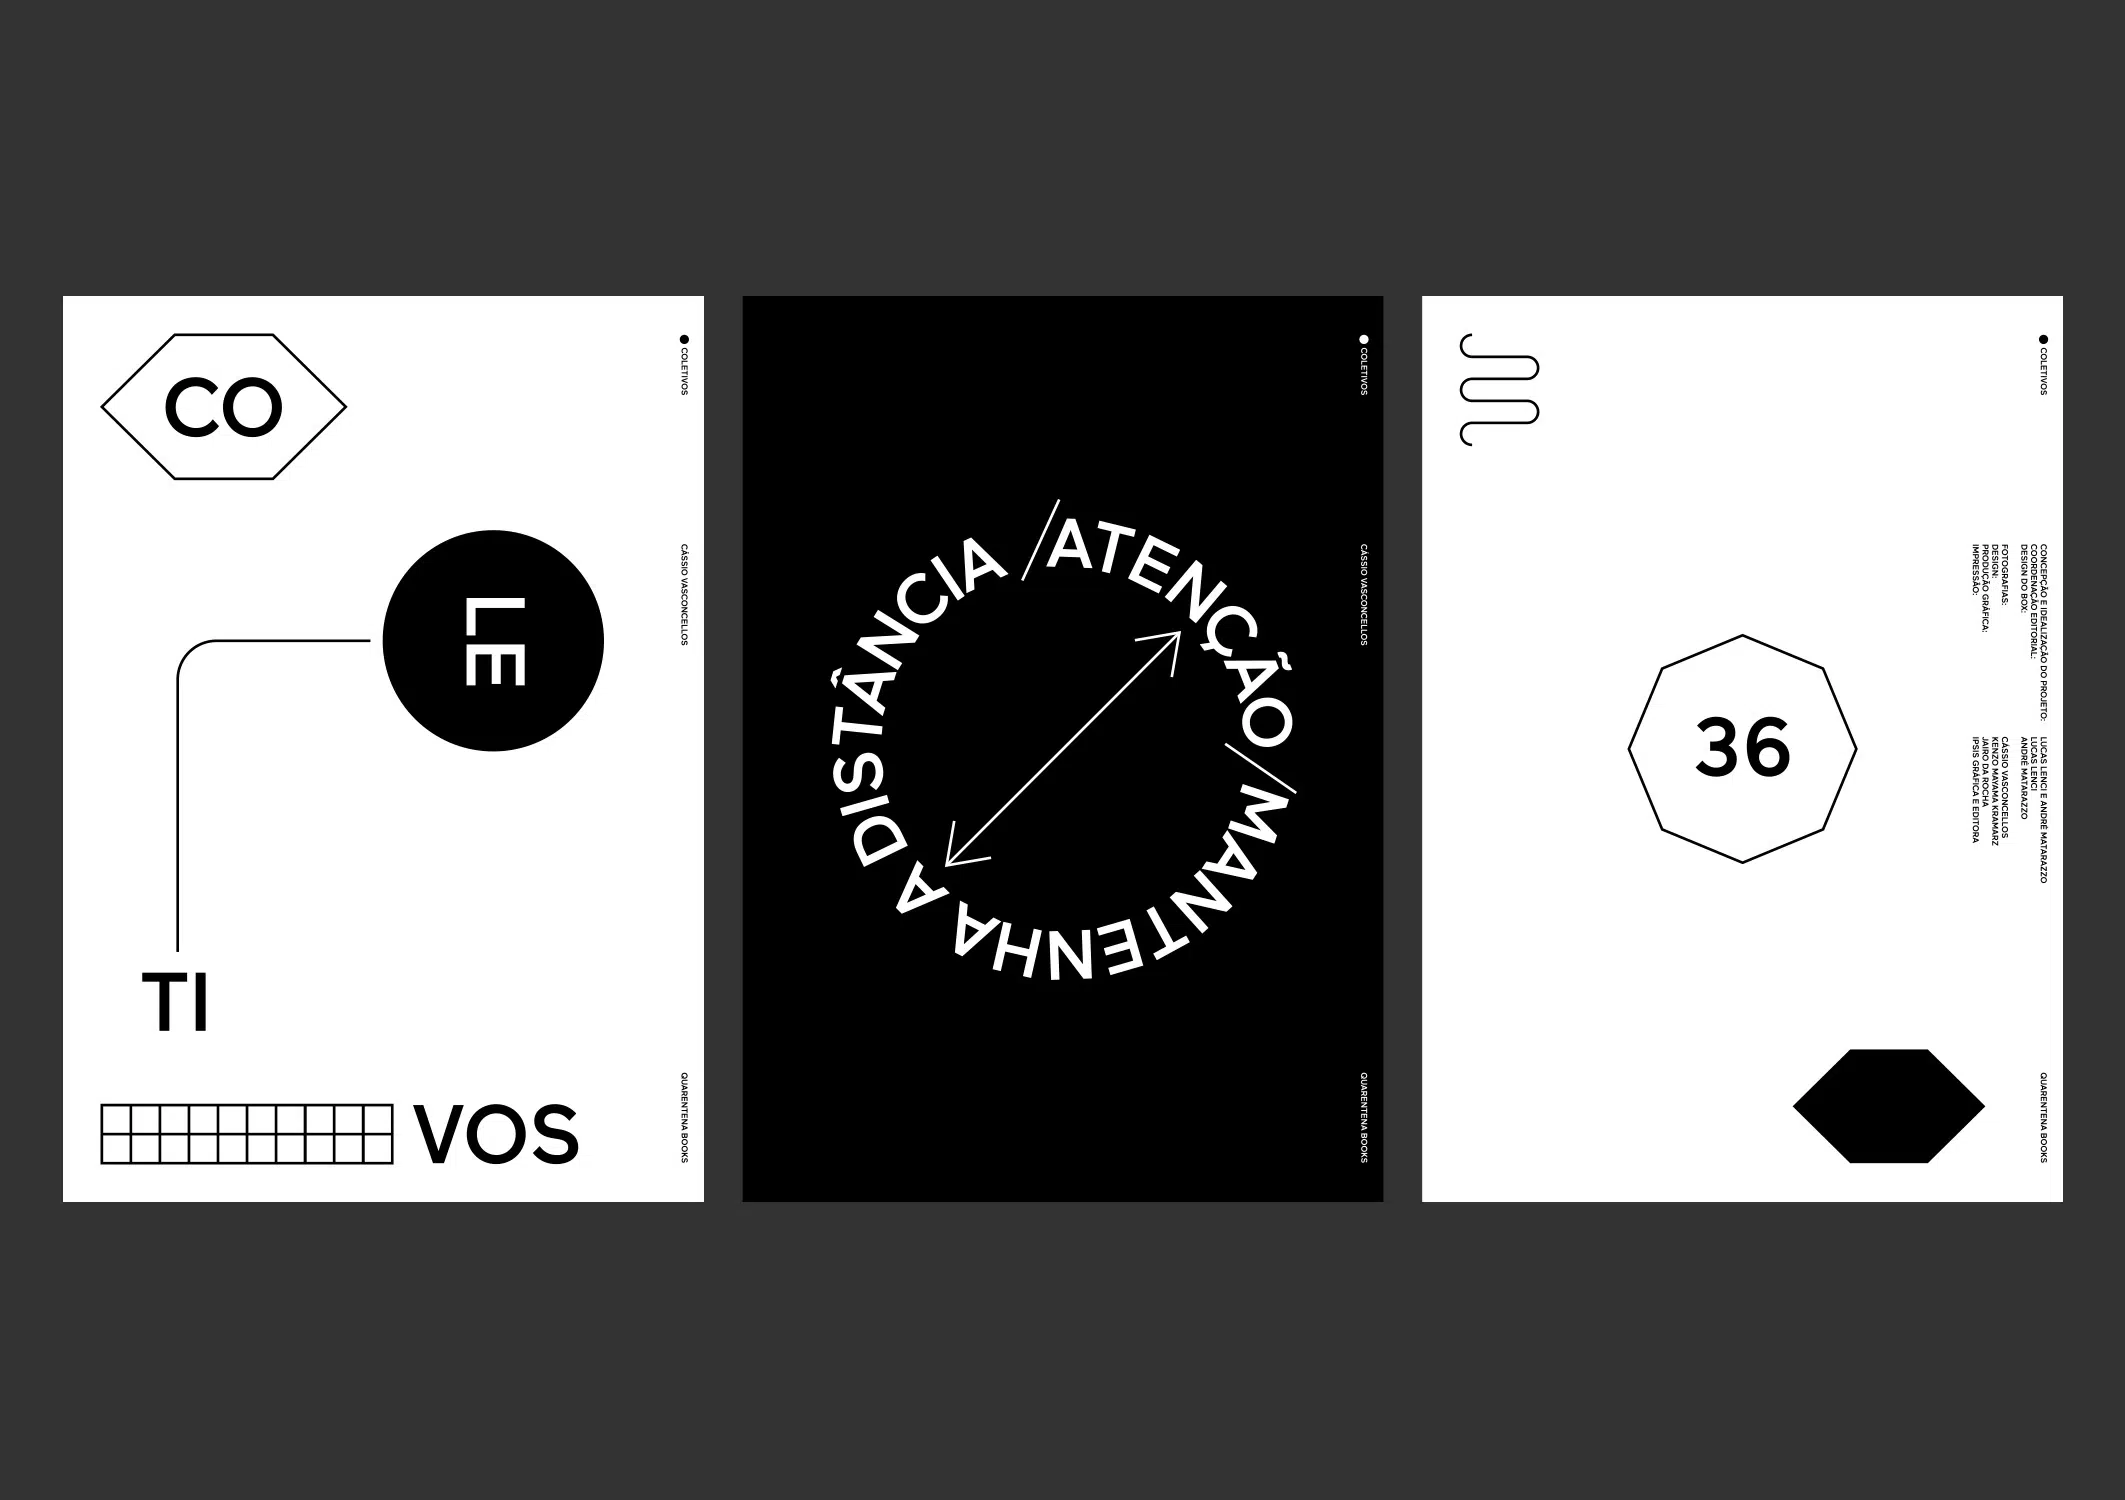 CO
LE
TI
VOS
COLETIVOS
CÁSSIO VASCONCELLOS
QUARENTENA BOOKS
ATENÇÃO/MANTENHA A DISTÂNCIA /
COLETIVOS
CÁSSIO VASCONCELLOS
QUARENTENA BOOKS
36
COLETIVOS
CONCEPÇÃO E IDEALIZAÇÃO DO PROJETO: LUCAS LENCI E ANDRÉ MATARAZZO
COORDENAÇÃO EDITORIAL: LUCAS LENCI
DESIGN DO BOX: ANDRÉ MATARAZZO
FOTOGRAFIAS: CÁSSIO VASCONCELLOS
DESIGN: KENZO MAYAMA KRAMARZ
PRODUÇÃO GRÁFICA: JAIRO DA ROCHA
IMPRESSÃO: IPSIS GRÁFICA E EDITORA
QUARENTENA BOOKS